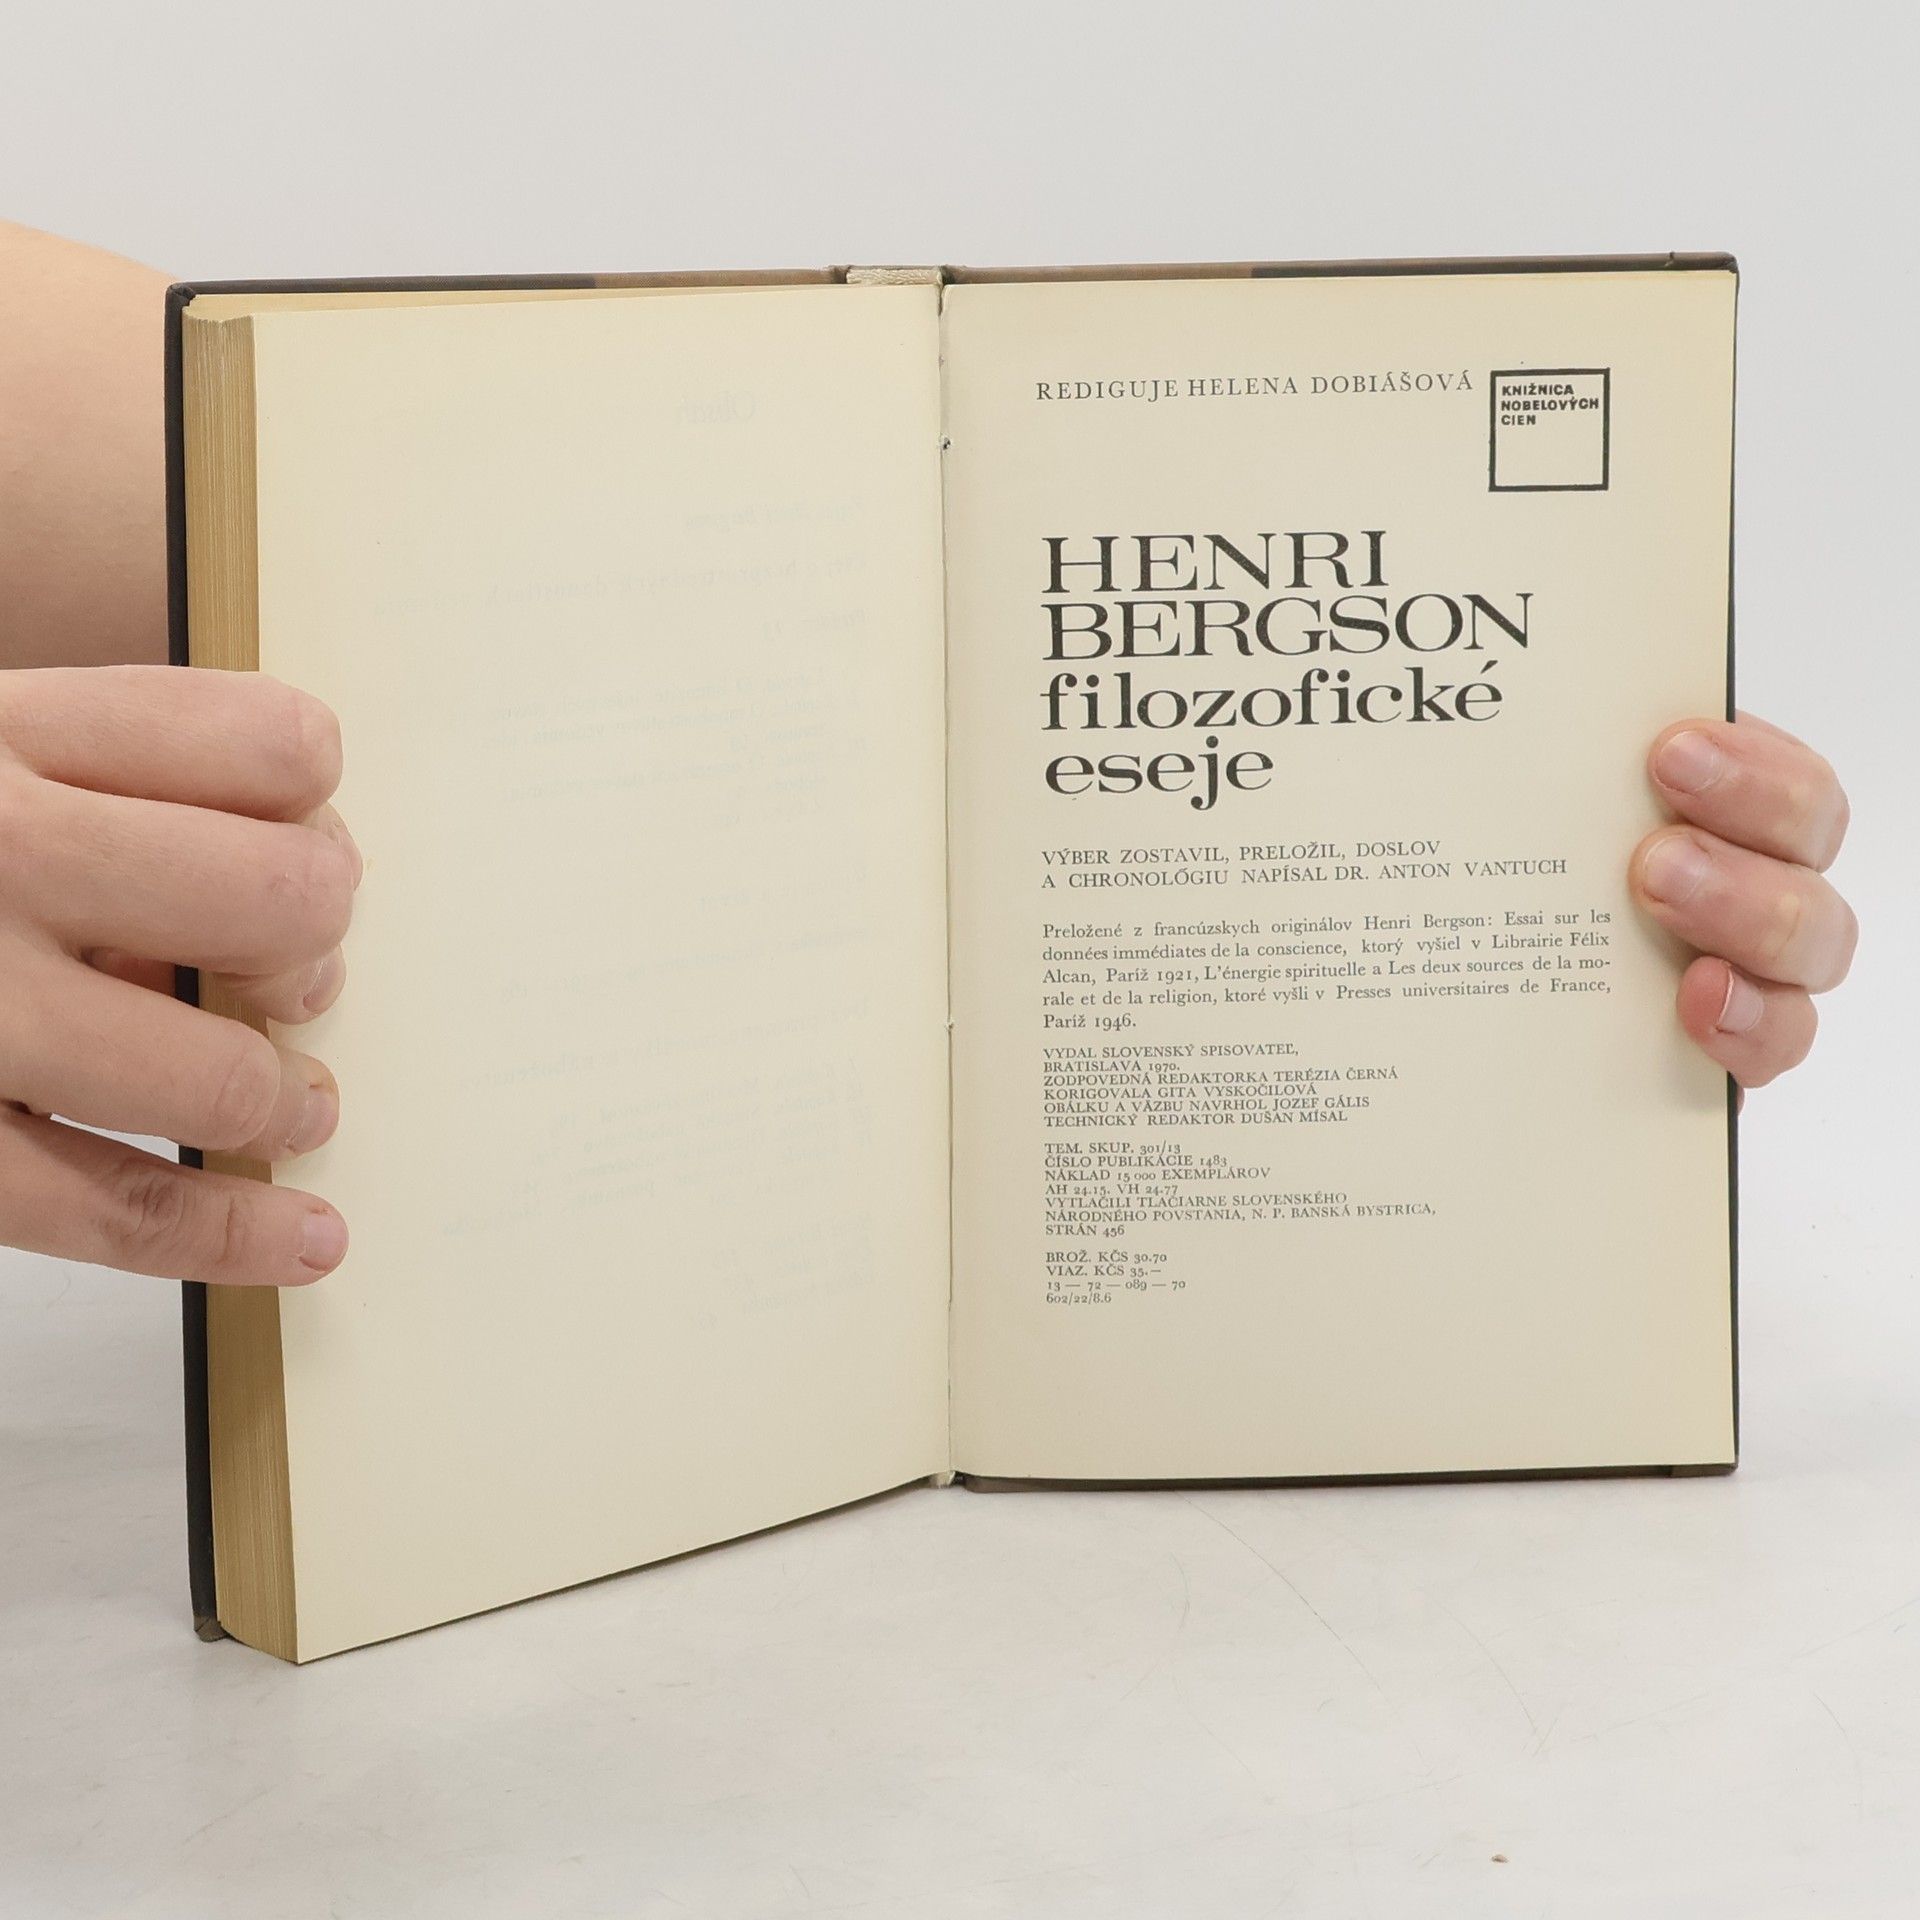 REDIGUJE HELENA DOBIÁŠOVÁ
KNIŽNICA
NOBELOVÝCH
CIEN
HENRI
BERGSON
filozofické
eseje
VÝBER ZOSTAVIL, PRELOŽIL, DOSLOV
A CHRONOLÓGIU NAPÍSAL DR. ANTON VANTUCH
Preložené z francúzskych originálov Henri Bergson: Essai sur les
données immédiates de la conscience, ktorý vyšiel v Librairie Félix
Alcan, Paríž 1921, L'énergie spirituelle a Les deux sources de la mo-
rale et de la religion, ktoré vyšli v Presses universitaires de France,
Paríž 1946.
VYDAL SLOVENSKÝ SPISOVATEĽ,
BRATISLAVA 1970.
ZODPOVEDNÁ REDAKTORKA TERÉZIA ČERNÁ
KORIGOVALA GITA VYSKOČILOVÁ
OBÁLKU A VÄZBU NAVRHOL JOZEF GÁLIS
TECHNICKÝ REDAKTOR DUŠAN MÍSAL
TEM. SKUP. 301/13
ČÍSLO PUBLIKÁCIE 1483
NÁKLAD 15 000 EXEMPLÁROV
AH 24.15. VH 24.77
VYTLAČILI TLAČIARNE SLOVENSKÉHO
NÁRODNÉHO POVSTANIA, N. P. BANSKÁ BYSTRICA,
STRÁN 456
BROŽ. KČS 30.70
VIAZ. KČS 35.—
13 — 72 — 089 — 70
602/22/8.6